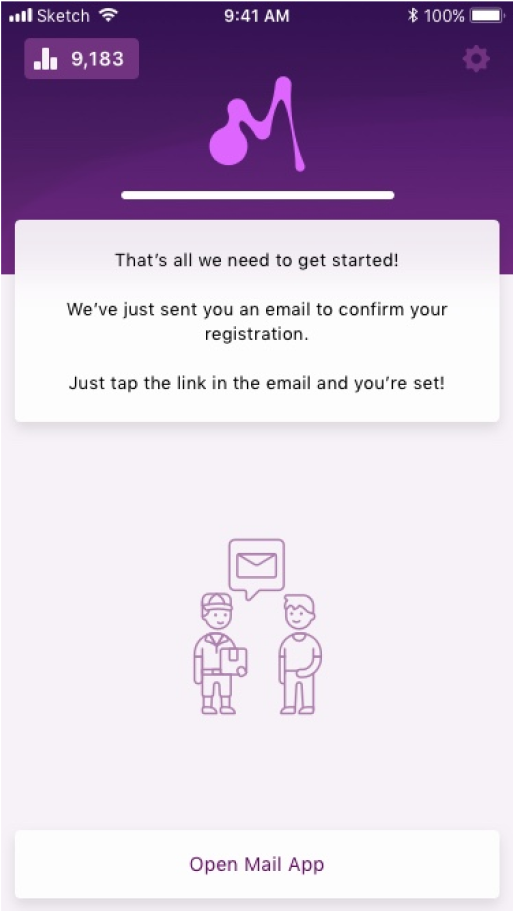 Sketch 9:41 AM 100%
9,183
That’s all we need to get started!
We’ve just sent you an email to confirm your
registration.
Just tap the link in the email and you’re set!
Open Mail App